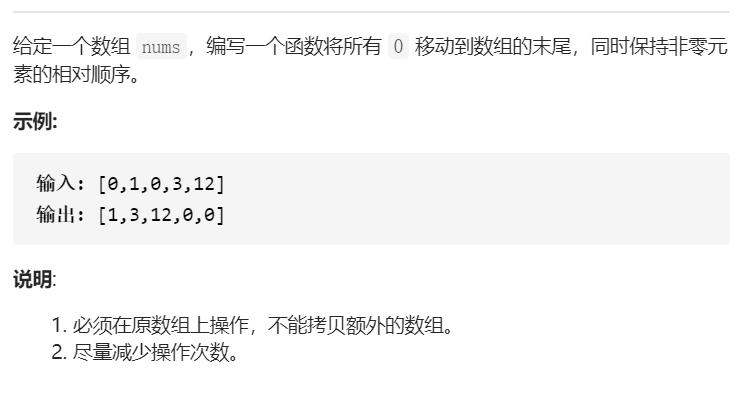 给定一个数组 nums，编写一个函数将所有 0 移动到数组的末尾，同时保持非零元
素的相对顺序。
示例:
输入: [0,1,0,3,12]
输出: [1,3,12,0,0]
说明:
1. 必须在原数组上操作，不能拷贝额外的数组。
2. 尽量减少操作次数。